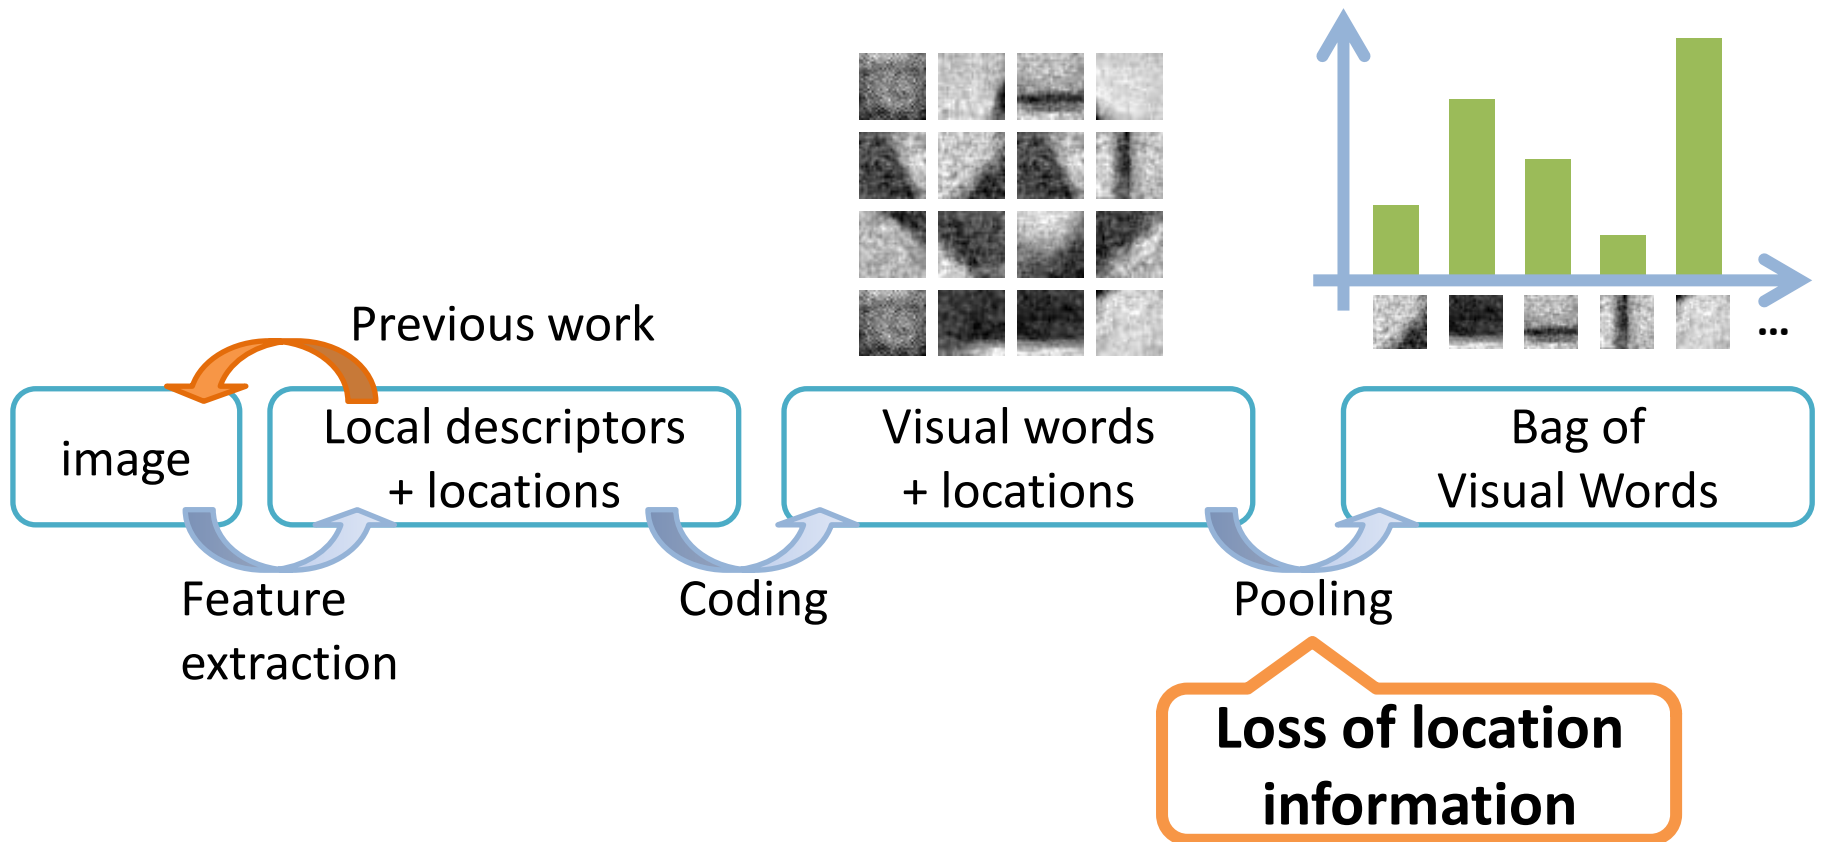 Previous work
image
Local descriptors
+ locations
Visual words
+ locations
Bag of
Visual Words
...
Feature
extraction
Coding
Pooling
Loss of location
information